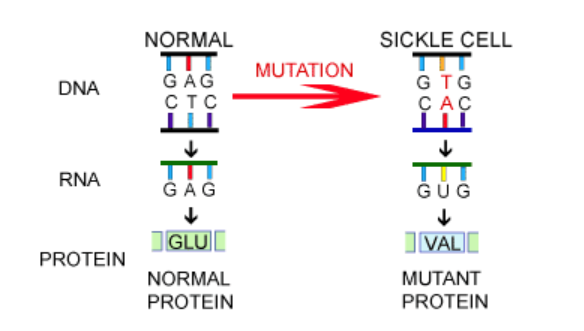 NORMAL
SICKLE CELL
MUTATION
DNA
G A G
C T C
G T G
C A C
RNA
G A G
G U G
PROTEIN
GLU
VAL
NORMAL
PROTEIN
MUTANT
PROTEIN